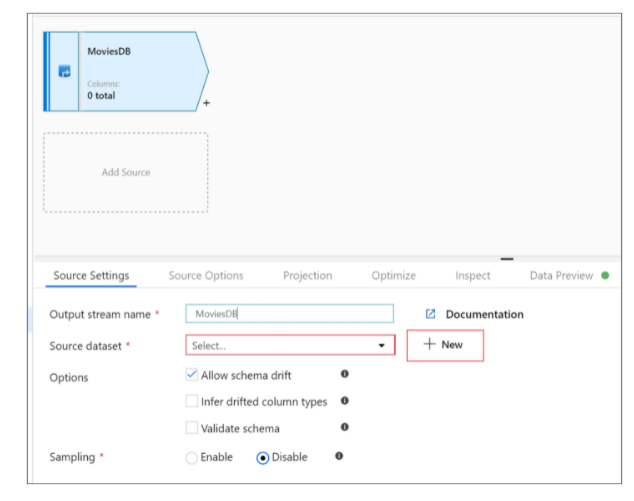 MoviesDB
Columns:
0 total
+
Add Source
Source Settings Source Options Projection Optimize Inspect Data Preview
Output stream name * MoviesDB Documentation
Source dataset * Select... + New
Options Allow schema drift
Infer drifted column types
Validate schema
Sampling * Enable Disable